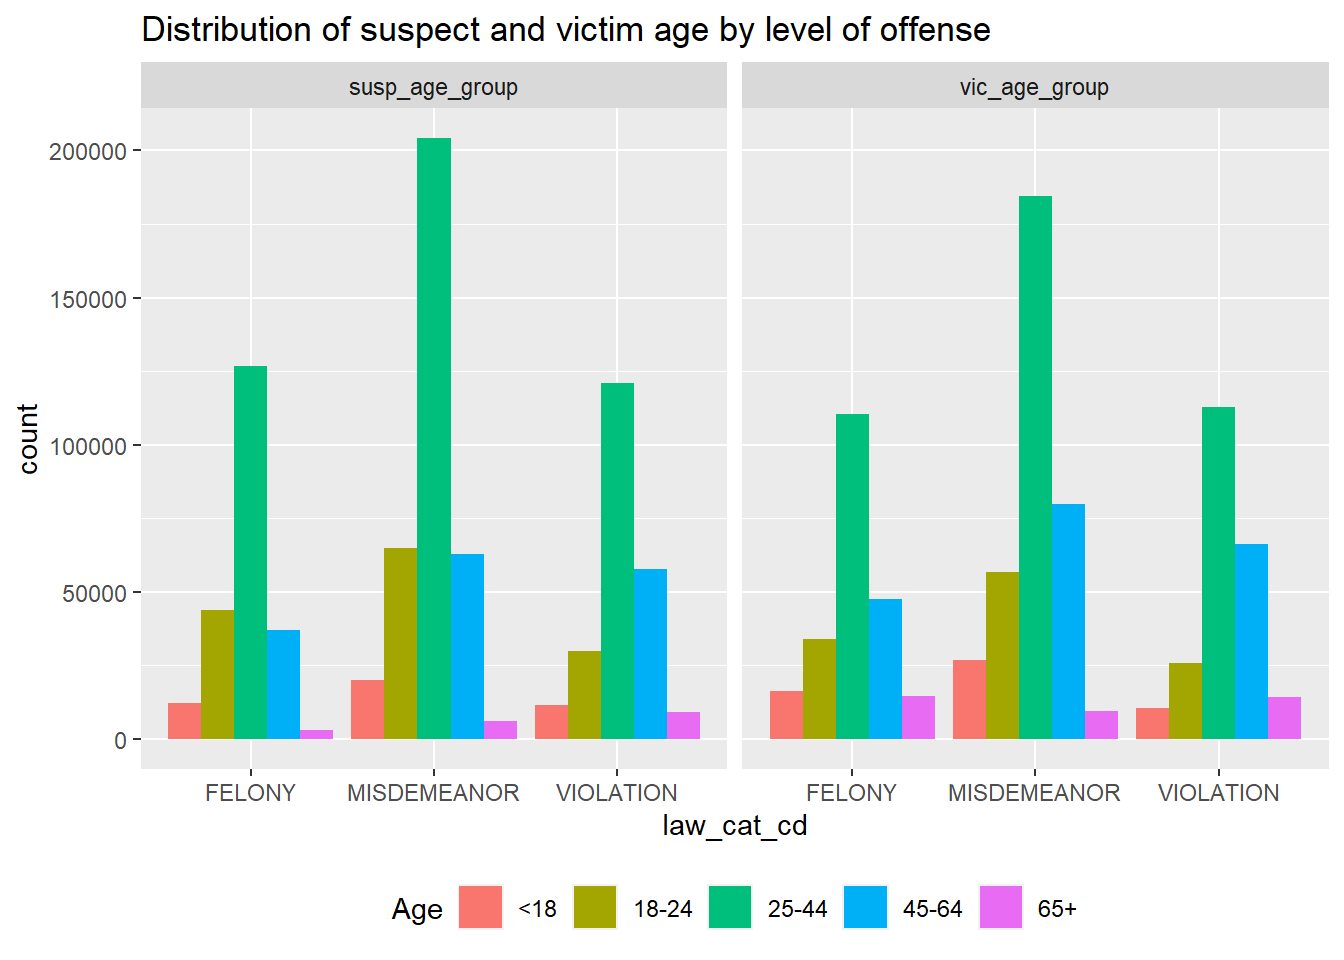 Distribution of suspect and victim age by level of offense
susp_age_group
vic_age_group
200000
150000
100000
50000
0
count
FELONY MISDEMEANOR VIOLATION
FELONY MISDEMEANOR VIOLATION
law_cat_cd
Age <18 18-24 25-44 45-64 65+